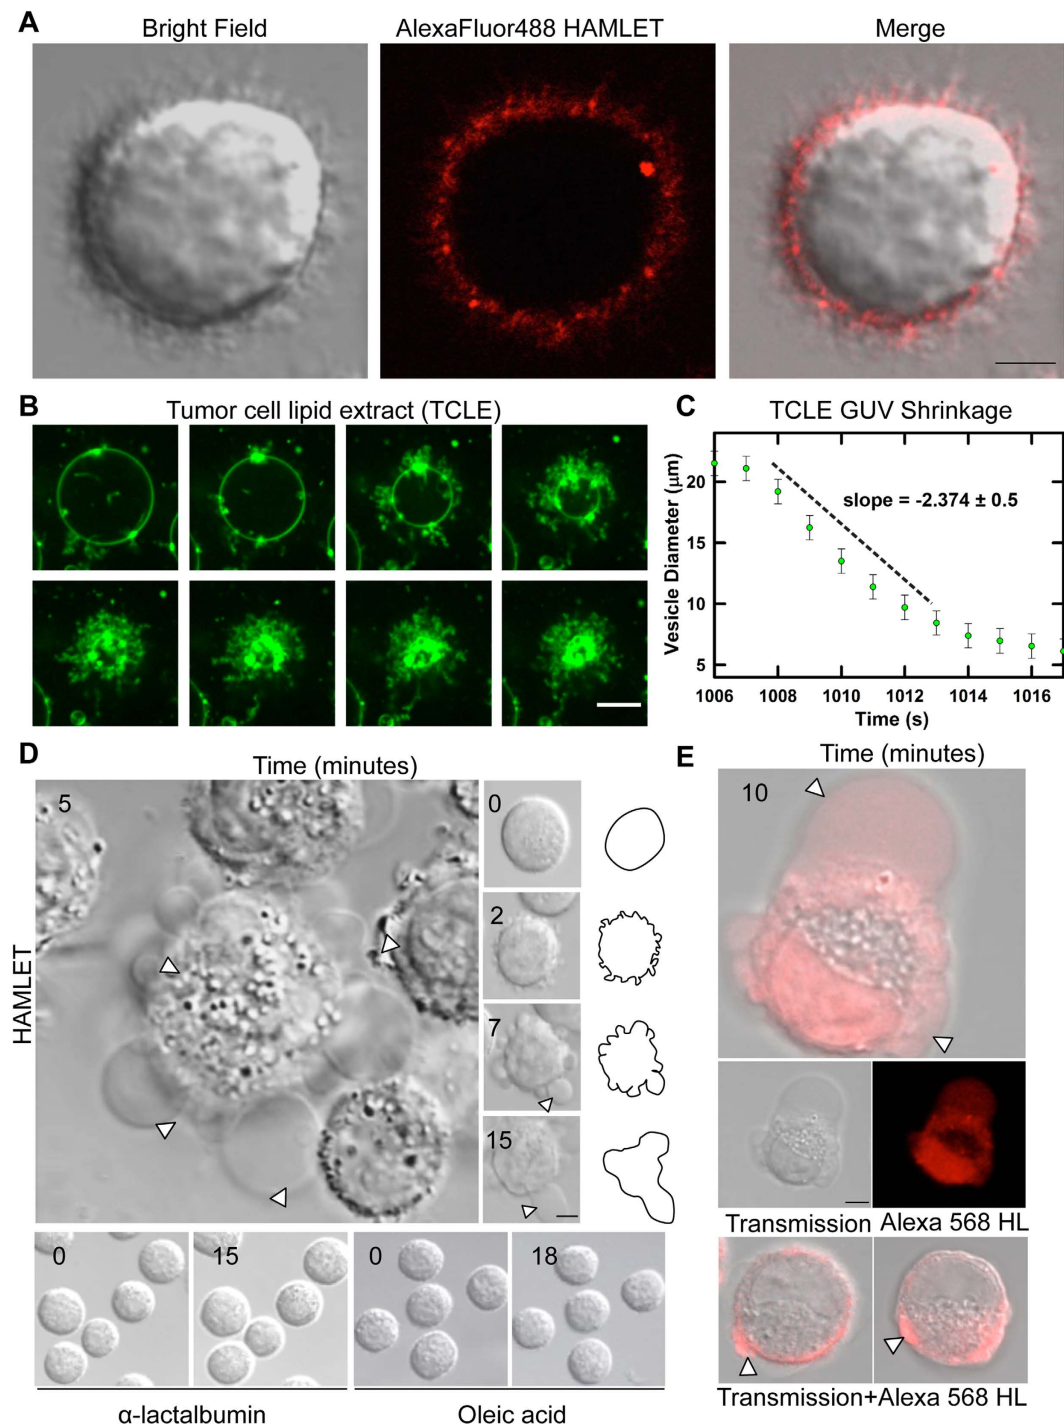 A
Bright Field
AlexaFluor488 HAMLET
Merge
B
Tumor cell lipid extract (TCLE)
C
TCLE GUV Shrinkage
Vesicle Diameter (μm)
20
15
10
5
slope = -2.374 ± 0.5
1006
1008
1010
1012
1014
1016
Time (s)
D
Time (minutes)
HAMLET
5
0
2
7
15
0
15
0
18
α-lactalbumin
Oleic acid
E
Time (minutes)
10
Transmission
Alexa 568 HL
Transmission+Alexa 568 HL